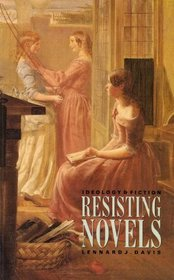 IDEOLOGY & FICTION
RESISTING
LENNARD J DAVIS
NOVELS